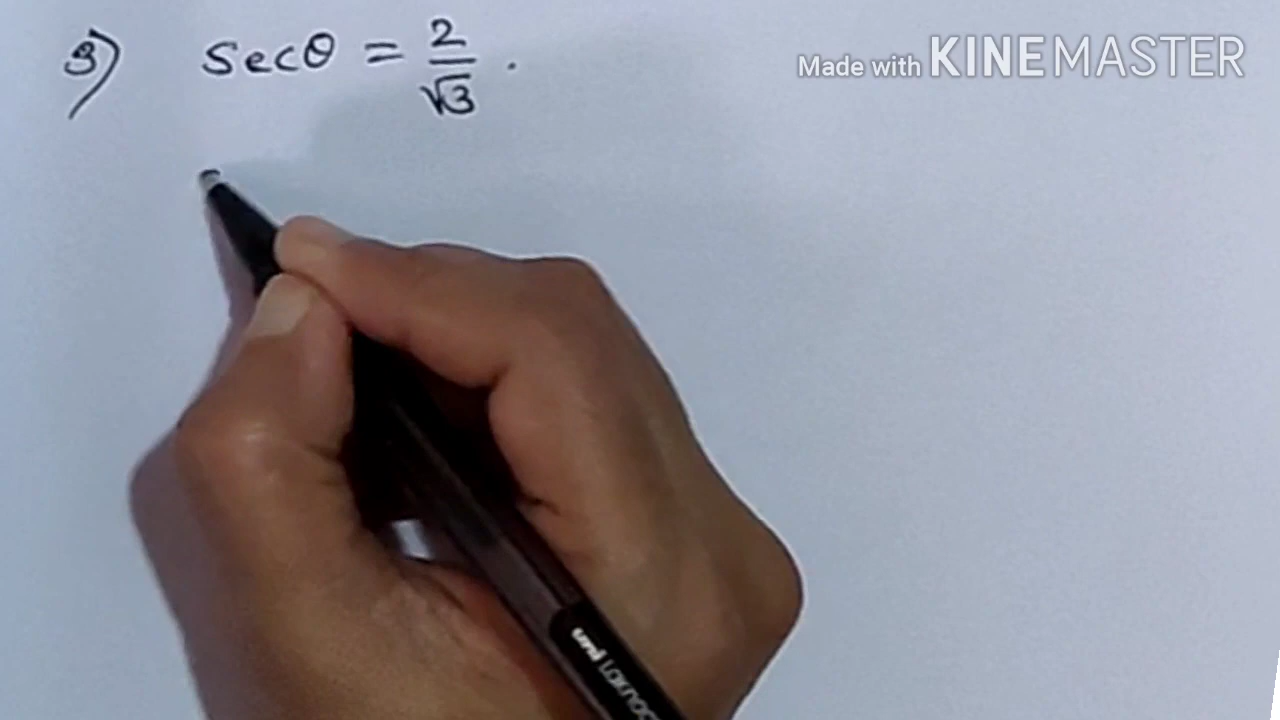 3) secθ = 2/√3 .
Made with KINEMASTER
uni